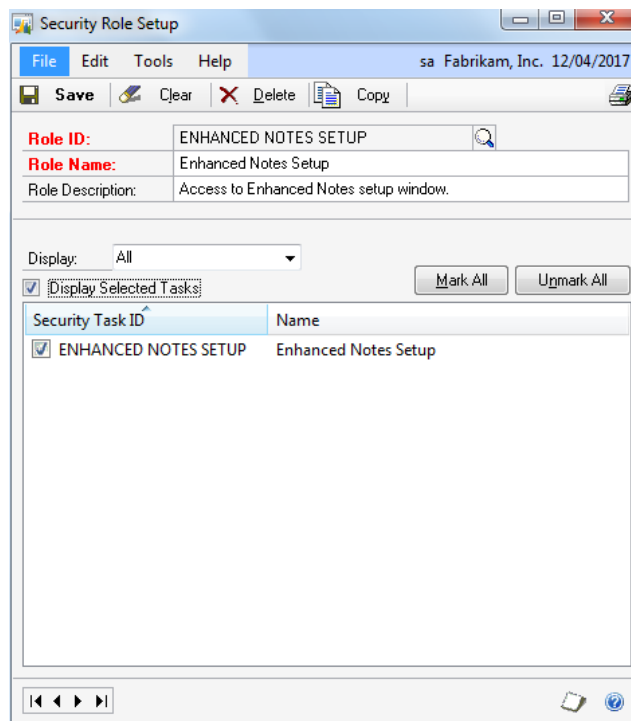 Security Role Setup
File Edit Tools Help sa Fabrikam, Inc. 12/04/2017
Save Clear Delete Copy
Role ID: ENHANCED NOTES SETUP
Role Name: Enhanced Notes Setup
Role Description: Access to Enhanced Notes setup window.
Display: All
Display Selected Tasks Mark All Unmark All
Security Task ID Name
ENHANCED NOTES SETUP Enhanced Notes Setup